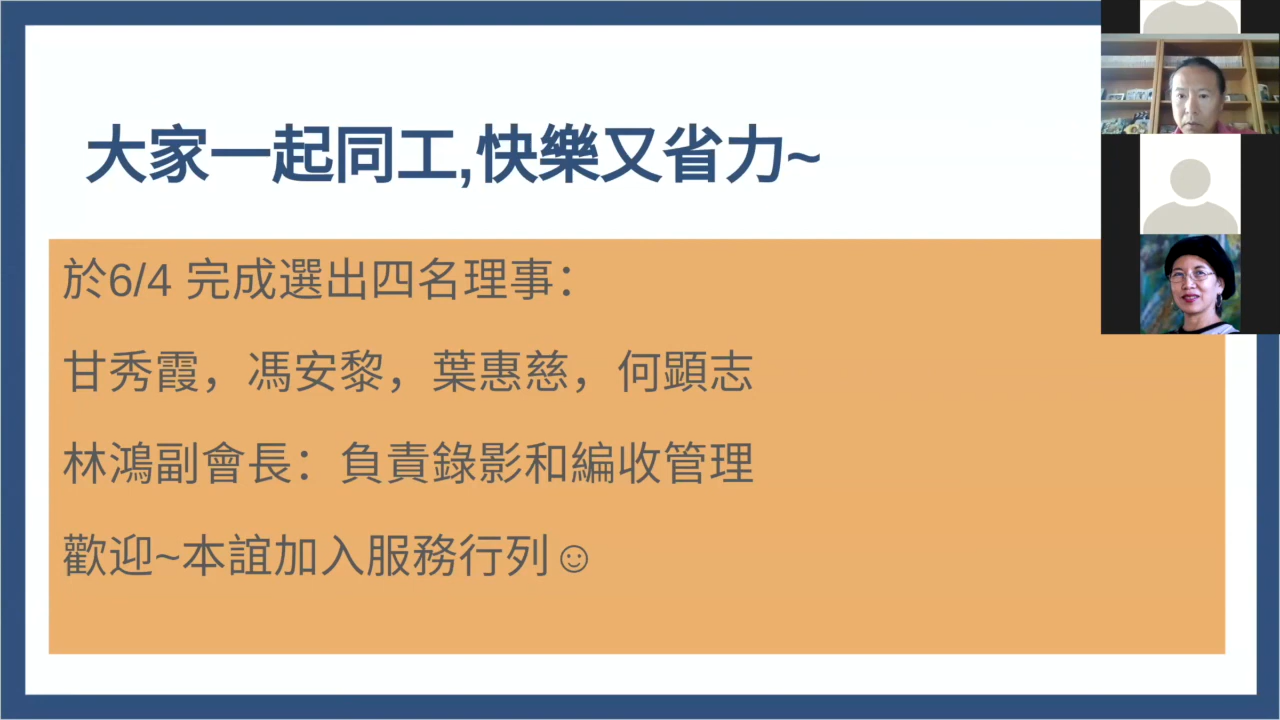 大家一起同工,快樂又省力~
於6/4 完成選出四名理事：
甘秀霞，馮安黎，葉惠慈，何顯志
林鴻副會長：負責錄影和編收管理
歡迎~本誼加入服務行列☺